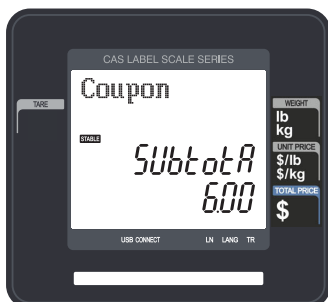 CAS LABEL SCALE SERIES
Coupon
TARE
WEIGHT
lb
kg
STABLE
SUbtotA
UNIT PRICE
$/lb
$/kg
6.00
TOTAL PRICE
$
USB CONNECT LN LANG TR